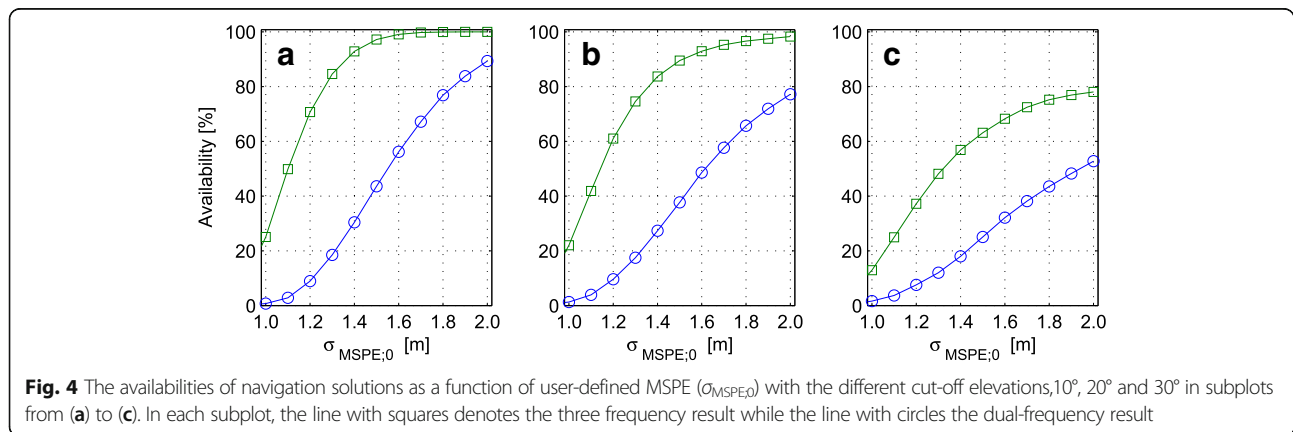 a
b
c
Availability [%]
100
80
60
40
20
0
1.0 1.2 1.4 1.6 1.8 2.0
σMSPE;0 [m]
100
80
60
40
20
0
1.0 1.2 1.4 1.6 1.8 2.0
σMSPE;0 [m]
100
80
60
40
20
0
1.0 1.2 1.4 1.6 1.8 2.0
σMSPE;0 [m]
Fig. 4 The availabilities of navigation solutions as a function of user-defined MSPE (σMSPE;0) with the different cut-off elevations,10°, 20° and 30° in subplots
from (a) to (c). In each subplot, the line with squares denotes the three frequency result while the line with circles the dual-frequency result